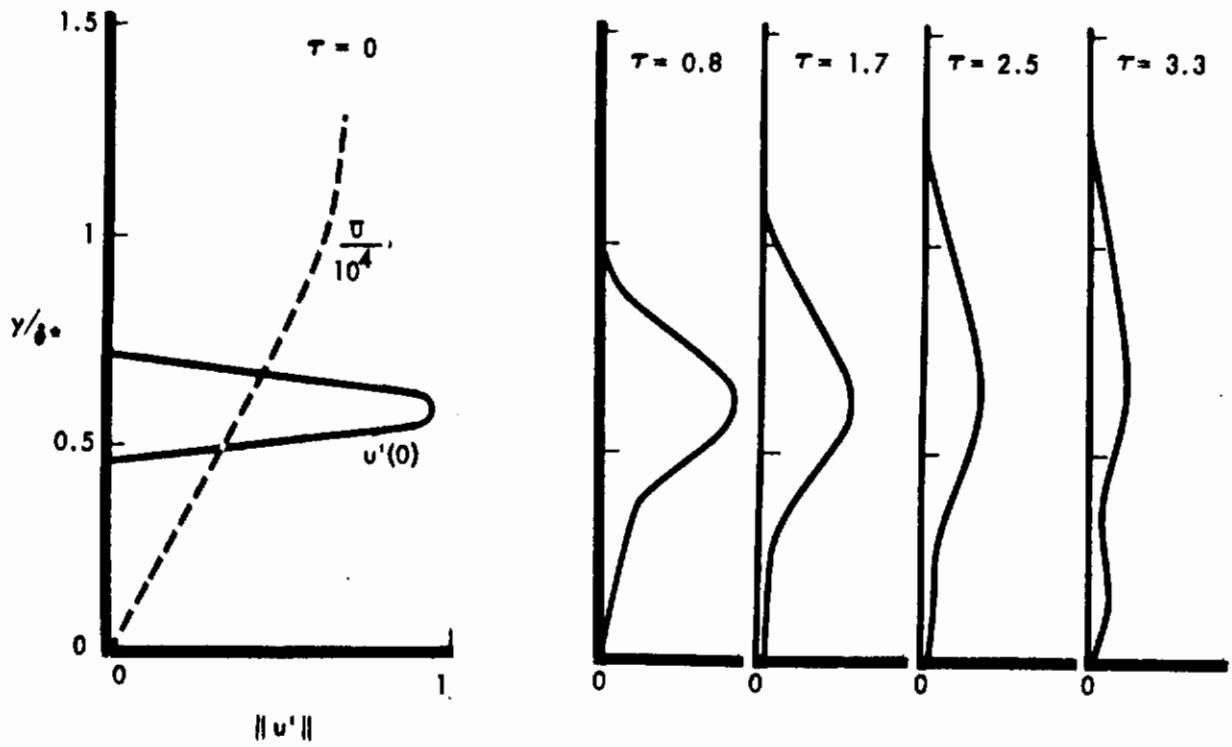 1.5
τ = 0
τ = 0.8
τ = 1.7
τ = 2.5
τ = 3.3
1
U̅
10⁴
y/δ*
0.5
u'(0)
0
0
1
0
0
0
0
‖u'‖